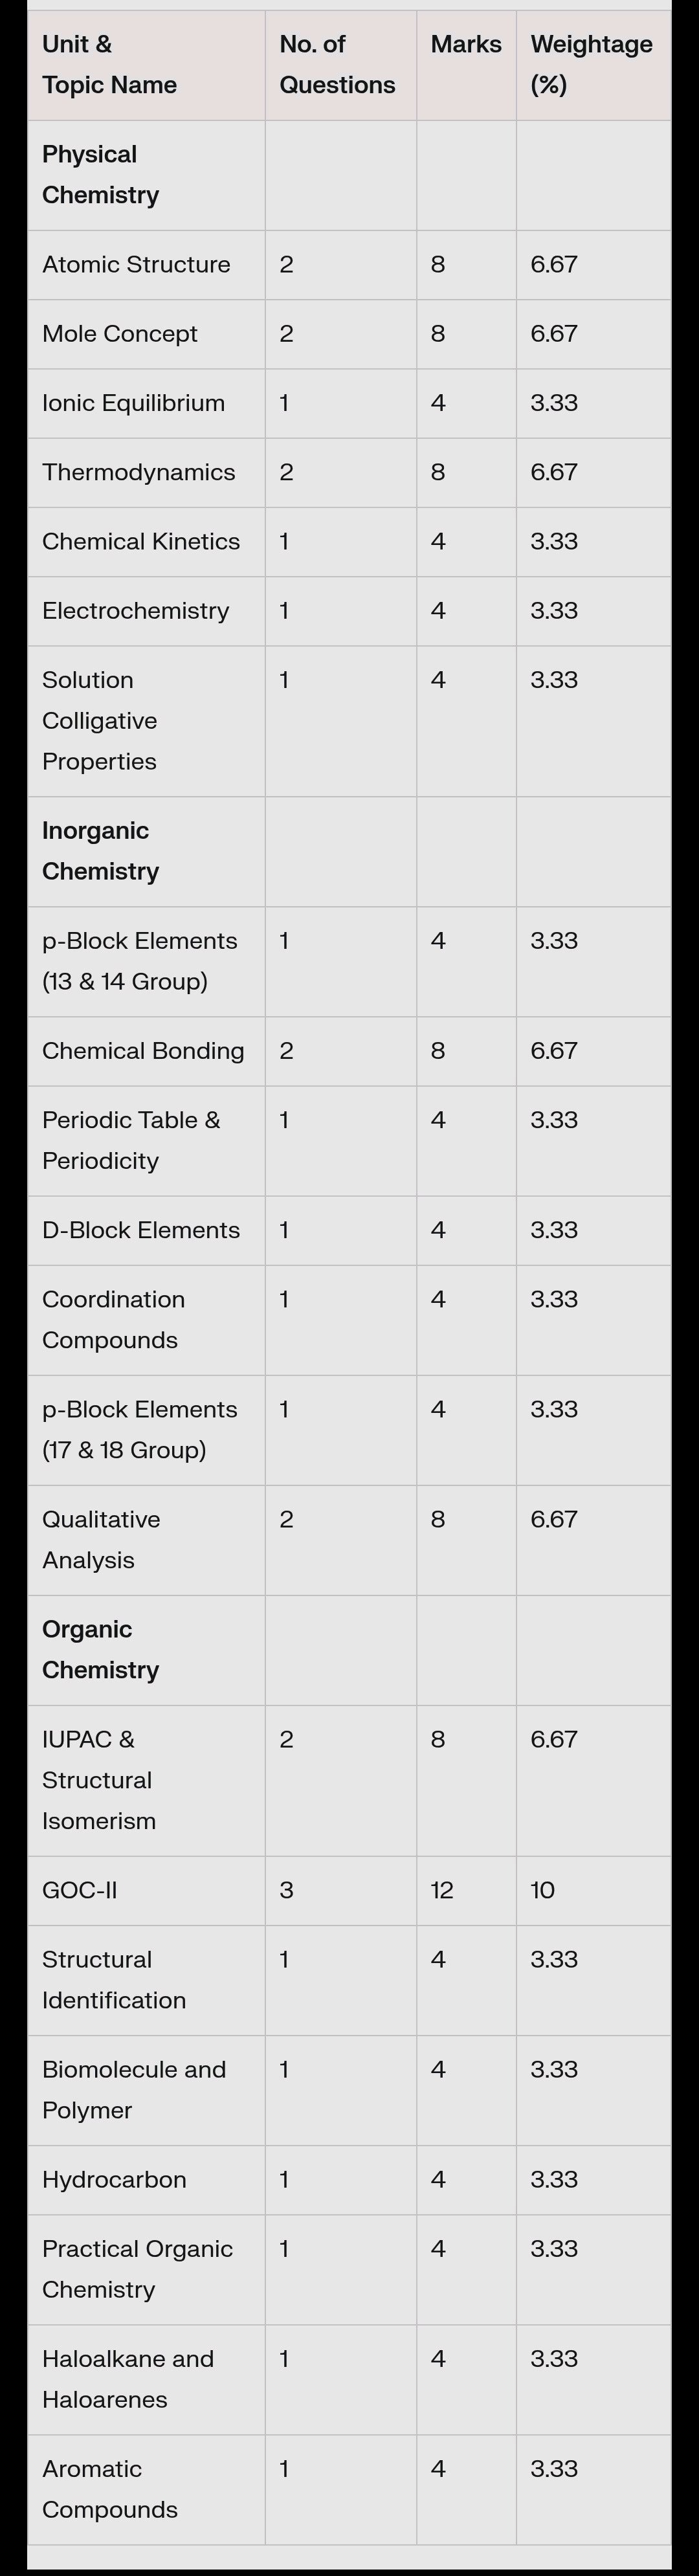 Unit & Topic Name No. of Questions Marks Weightage (%)
Physical Chemistry
Atomic Structure 2 8 6.67
Mole Concept 2 8 6.67
Ionic Equilibrium 1 4 3.33
Thermodynamics 2 8 6.67
Chemical Kinetics 1 4 3.33
Electrochemistry 1 4 3.33
Solution Colligative Properties 1 4 3.33
Inorganic Chemistry
p-Block Elements (13 & 14 Group) 1 4 3.33
Chemical Bonding 2 8 6.67
Periodic Table & Periodicity 1 4 3.33
D-Block Elements 1 4 3.33
Coordination Compounds 1 4 3.33
p-Block Elements (17 & 18 Group) 1 4 3.33
Qualitative Analysis 2 8 6.67
Organic Chemistry
IUPAC & Structural Isomerism 2 8 6.67
GOC-II 3 12 10
Structural Identification 1 4 3.33
Biomolecule and Polymer 1 4 3.33
Hydrocarbon 1 4 3.33
Practical Organic Chemistry 1 4 3.33
Haloalkane and Haloarenes 1 4 3.33
Aromatic Compounds 1 4 3.33